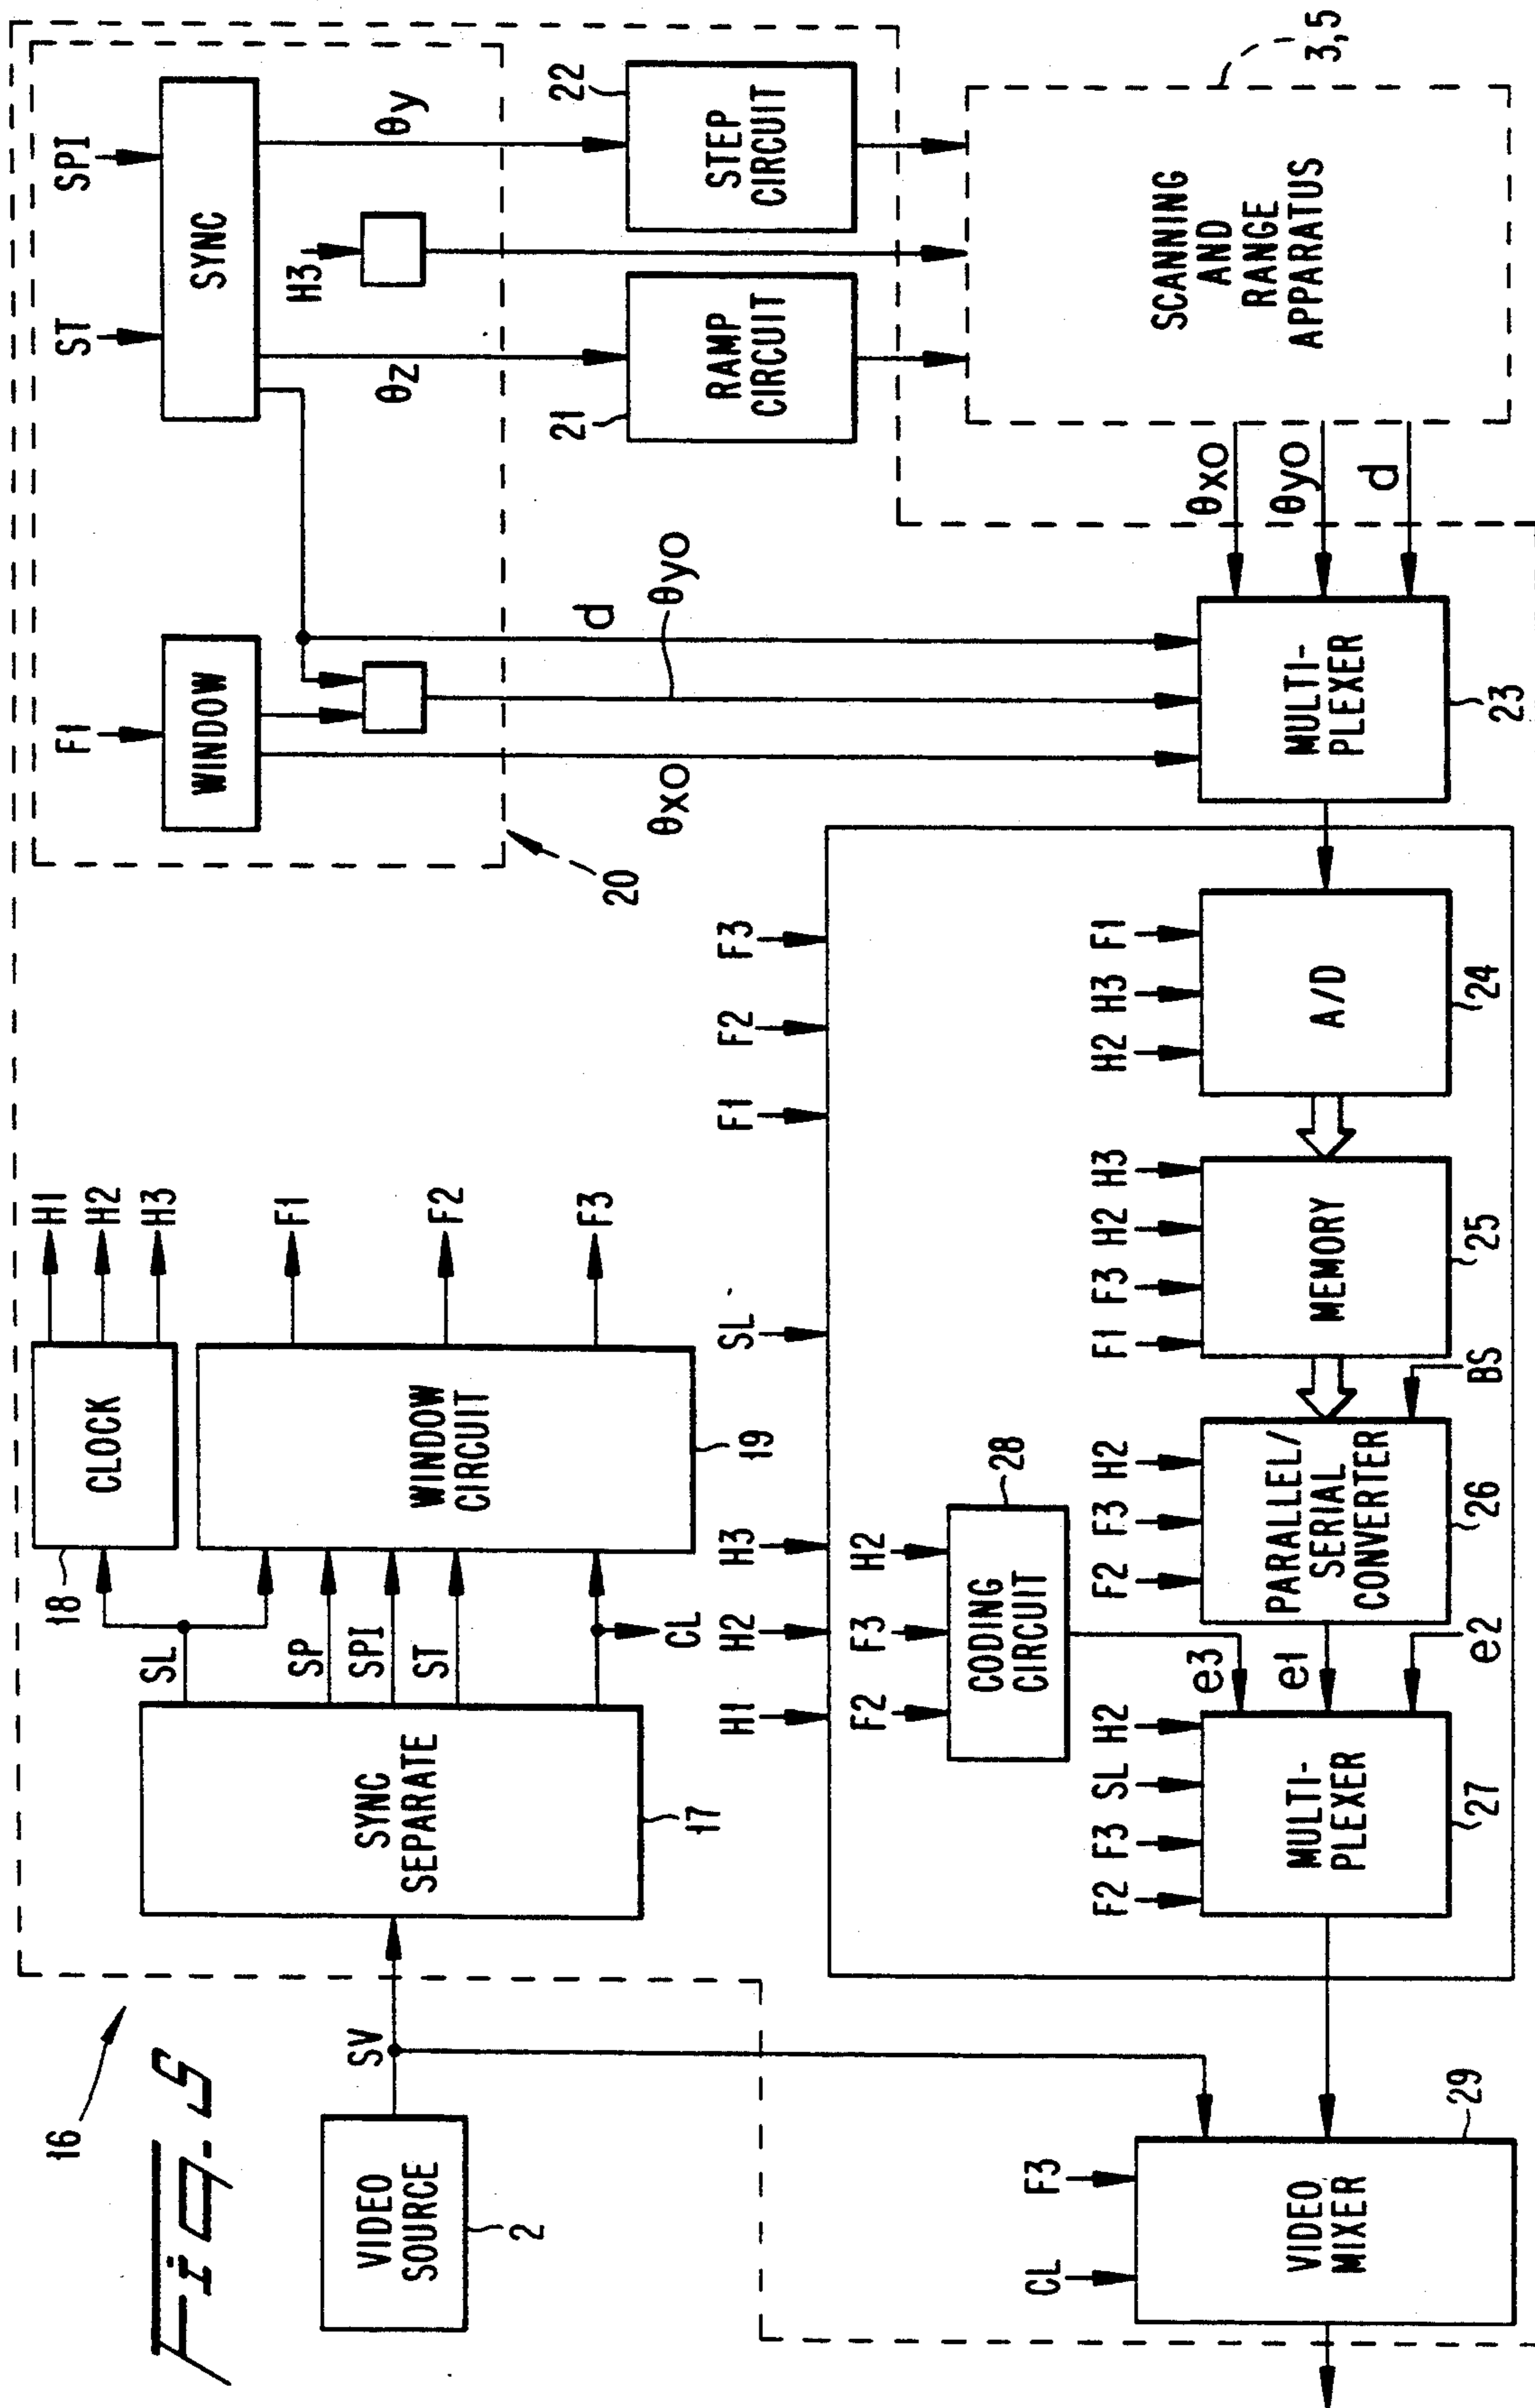 Fig. 5
16
VIDEO
SOURCE
2
SV
SYNC
SEPARATE
17
SL
SP
SPI
ST
CL
18
CLOCK
H1
H2
H3
WINDOW
CIRCUIT
19
F1
F2
F3
F1
WINDOW
ST
SPI
SYNC
H3
θz
θy
20
21
RAMP
CIRCUIT
22
STEP
CIRCUIT
d
θyo
θxo
SCANNING
AND
RANGE
APPARATUS
3,5
θxo
θyo
d
MULTI-
PLEXER
23
H1
H2
H3
SL
F1
F2
F3
F2
F3
H2
CODING
CIRCUIT
28
H2
H3
F1
A/D
24
F1
F3
H2
H3
MEMORY
25
F2
F3
H2
PARALLEL/
SERIAL
CONVERTER
26
BS
e3
e1
e2
F2
F3
SL
H2
MULTI-
PLEXER
27
CL
F3
VIDEO
MIXER
29